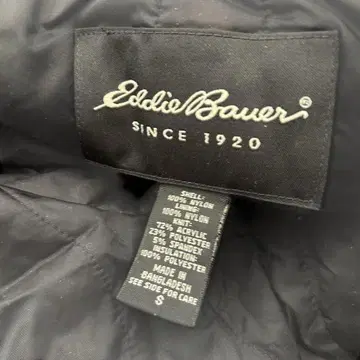 Eddie Bauer®
SINCE 1920
SHELL:
100% NYLON
LINING:
100% NYLON
KNIT:
72% ACRYLIC
23% POLYESTER
5% SPANDEX
INSULATION:
100% POLYESTER
MADE IN
BANGLADESH
SEE SIDE FOR CARE
S